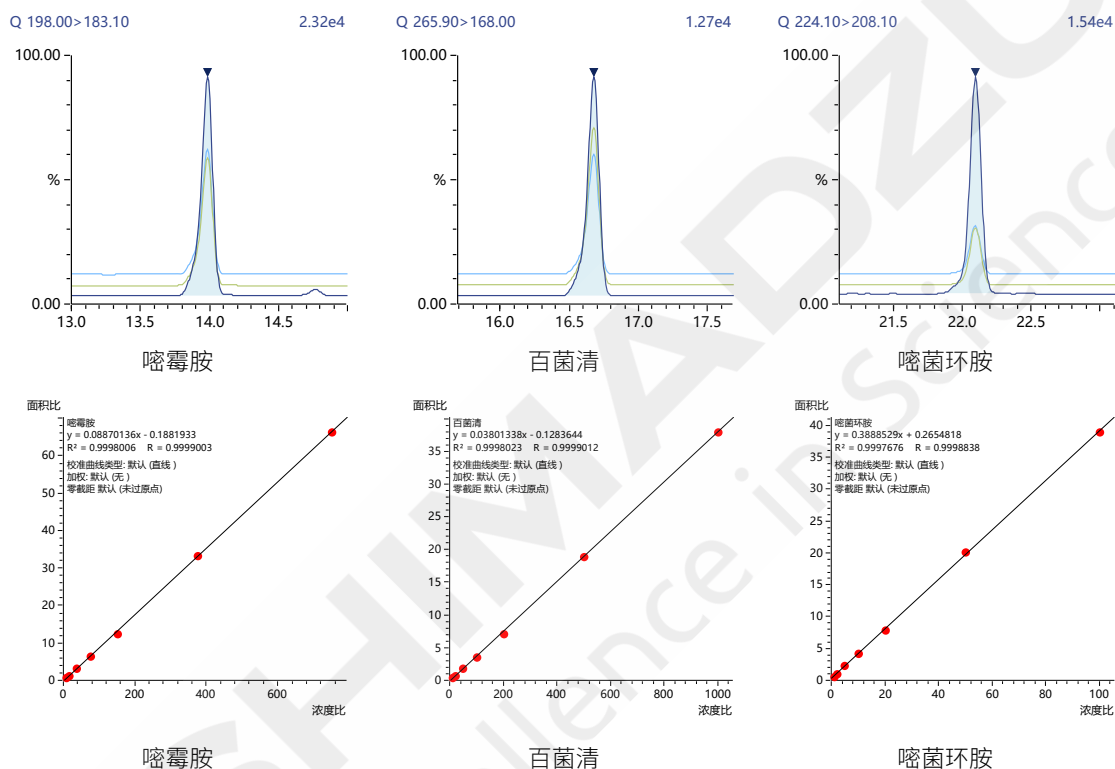 Q 198.00>183.10 2.32e4
100.00
%
0.00
13.0 13.5 14.0 14.5
嘧霉胺
Q 265.90>168.00 1.27e4
100.00
%
0.00
16.0 16.6 17.0 17.5
百菌清
Q 224.10>208.10 1.54e4
100.00
%
0.00
21.5 22.0 22.5
嘧菌环胺
面积比
嘧霉胺
y = 0.08870136x - 0.1881933
R² = 0.9998006 R = 0.9999003
校准曲线类型: 默认 (直线 )
加权: 默认 (无 )
零截距 默认 (未过原点)
60
50
40
30
20
10
0
0 200 400 600
浓度比
嘧霉胺
面积比
百菌清
y = 0.03801338x - 0.1283644
R² = 0.9998023 R = 0.9999012
校准曲线类型: 默认 (直线 )
加权: 默认 (无 )
零截距 默认 (未过原点)
35
30
25
20
15
10
5
0
0 200 400 600 800 1000
浓度比
百菌清
面积比
嘧菌环胺
y = 0.3888529x + 0.2654818
R² = 0.9997676 R = 0.9998838
校准曲线类型: 默认 (直线 )
加权: 默认 (无 )
零截距 默认 (未过原点)
40
35
30
25
20
15
10
5
0
0 20 40 60 80 100
浓度比
嘧菌环胺
SHIMADZU
llence in Science